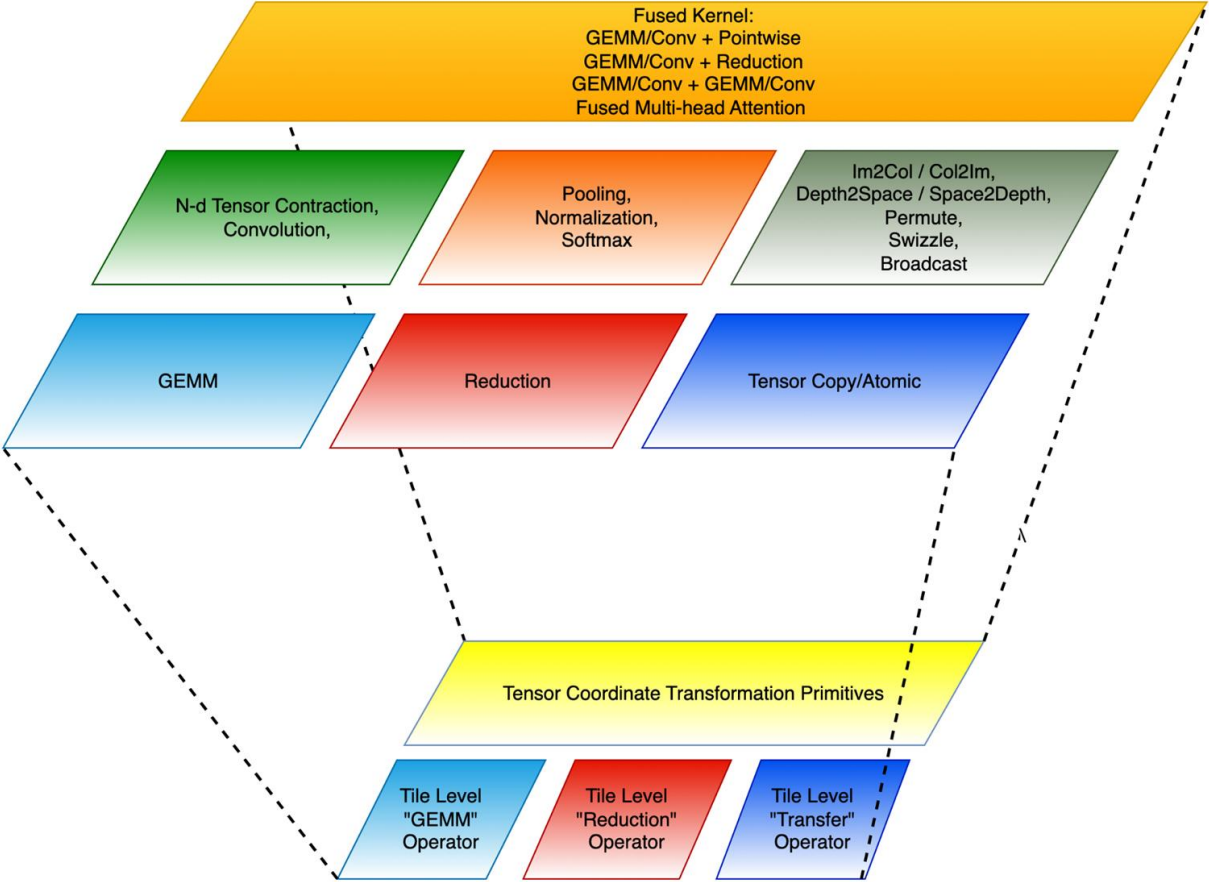 Fused Kernel:
GEMM/Conv + Pointwise
GEMM/Conv + Reduction
GEMM/Conv + GEMM/Conv
Fused Multi-head Attention
N-d Tensor Contraction,
Convolution,
Pooling,
Normalization,
Softmax
Im2Col / Col2Im,
Depth2Space / Space2Depth,
Permute,
Swizzle,
Broadcast
GEMM
Reduction
Tensor Copy/Atomic
Tensor Coordinate Transformation Primitives
Tile Level
"GEMM"
Operator
Tile Level
"Reduction"
Operator
Tile Level
"Transfer"
Operator